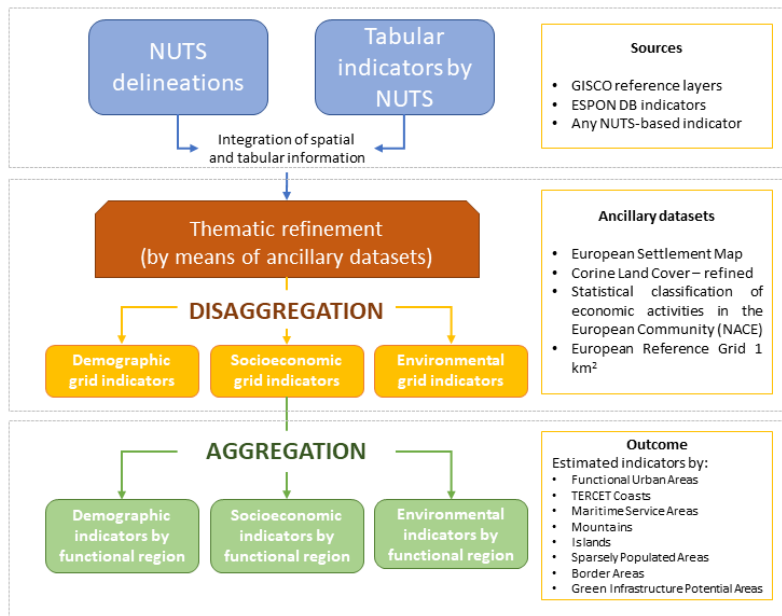 NUTS
delineations
Tabular
indicators by
NUTS
Integration of spatial
and tabular information
Sources
• GISCO reference layers
• ESPON DB indicators
• Any NUTS-based indicator
Thematic refinement
(by means of ancillary datasets)
DISAGGREGATION
Demographic
grid indicators
Socioeconomic
grid indicators
Environmental
grid indicators
Ancillary datasets
• European Settlement Map
• Corine Land Cover – refined
• Statistical classification of
economic activities in the
European Community (NACE)
• European Reference Grid 1
km²
AGGREGATION
Demographic
indicators by
functional region
Socioeconomic
indicators by
functional region
Environmental
indicators by
functional region
Outcome
Estimated indicators by:
• Functional Urban Areas
• TERCET Coasts
• Maritime Service Areas
• Mountains
• Islands
• Sparsely Populated Areas
• Border Areas
• Green Infrastructure Potential Areas